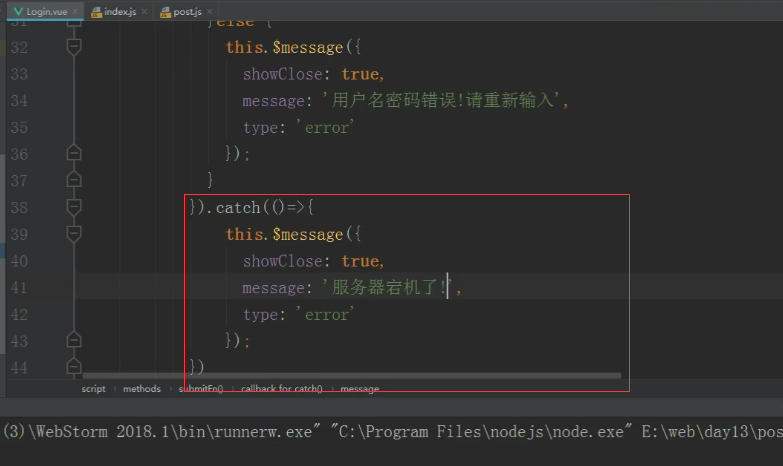 Login.vue index.js post.js
31 }else {
32 this.$message({
33 showClose: true,
34 message: '用户名密码错误!请重新输入',
35 type: 'error'
36 });
37 }
38 }).catch(()=>{
39 this.$message({
40 showClose: true,
41 message: '服务器宕机了!',
42 type: 'error'
43 });
44 })
script methods submitFn() callback for catch() message
(3)\WebStorm 2018.1\bin\runnerw.exe" "C:\Program Files\nodejs\node.exe" E:\web\day13\pos